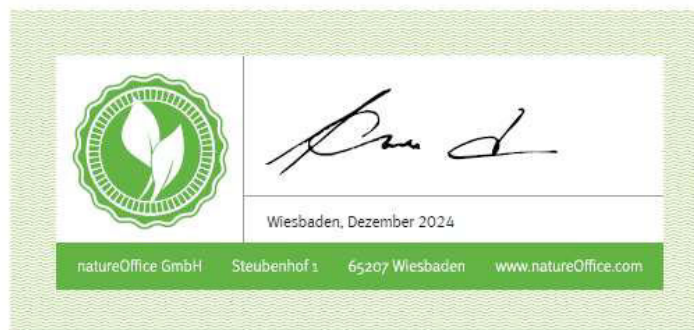 Wiesbaden, Dezember 2024
natureOffice GmbH Steubenhof 1 65207 Wiesbaden www.natureOffice.com